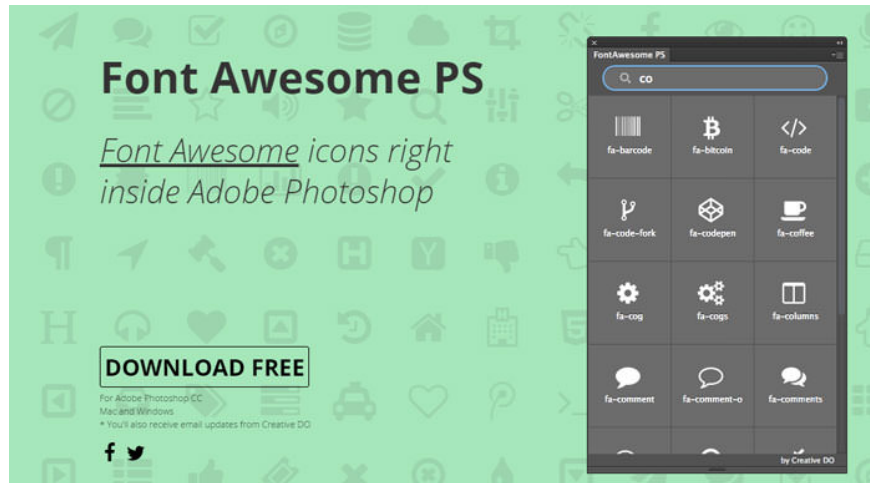 Font Awesome PS
Font Awesome icons right
inside Adobe Photoshop
DOWNLOAD FREE
For Adobe Photoshop CC
Mac and Windows
* You'll also receive email updates from Creative DO
FontAwesome PS
co
fa-barcode
fa-bitcoin
fa-code
fa-code-fork
fa-codepen
fa-coffee
fa-cog
fa-cogs
fa-columns
fa-comment
fa-comment-o
fa-comments
by Creative DO